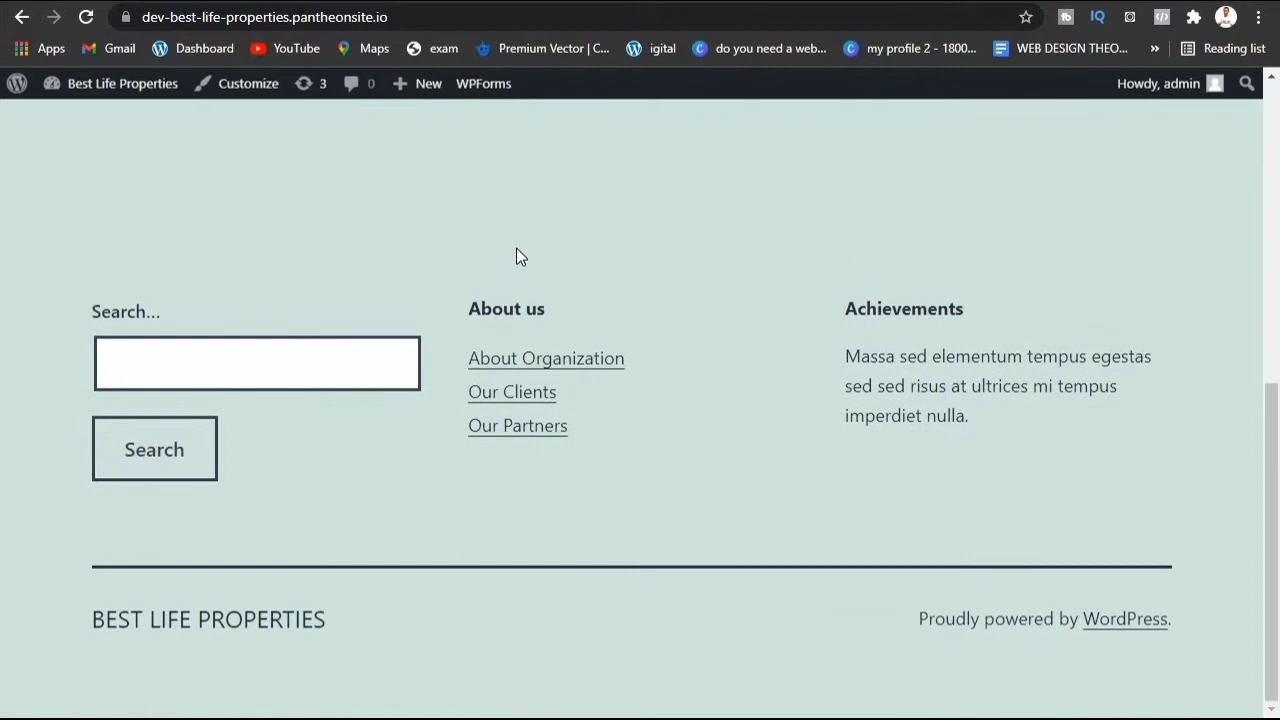 dev-best-life-properties.pantheonsite.io
Apps Gmail Dashboard YouTube Maps exam Premium Vector | C... igital do you need a web... my profile 2 - 1800... WEB DESIGN THEO... » Reading list
Best Life Properties Customize 3 0 New WPForms Howdy, admin
Search...
Search
About us
About Organization
Our Clients
Our Partners
Achievements
Massa sed elementum tempus egestas
sed sed risus at ultrices mi tempus
imperdiet nulla.
BEST LIFE PROPERTIES
Proudly powered by WordPress.